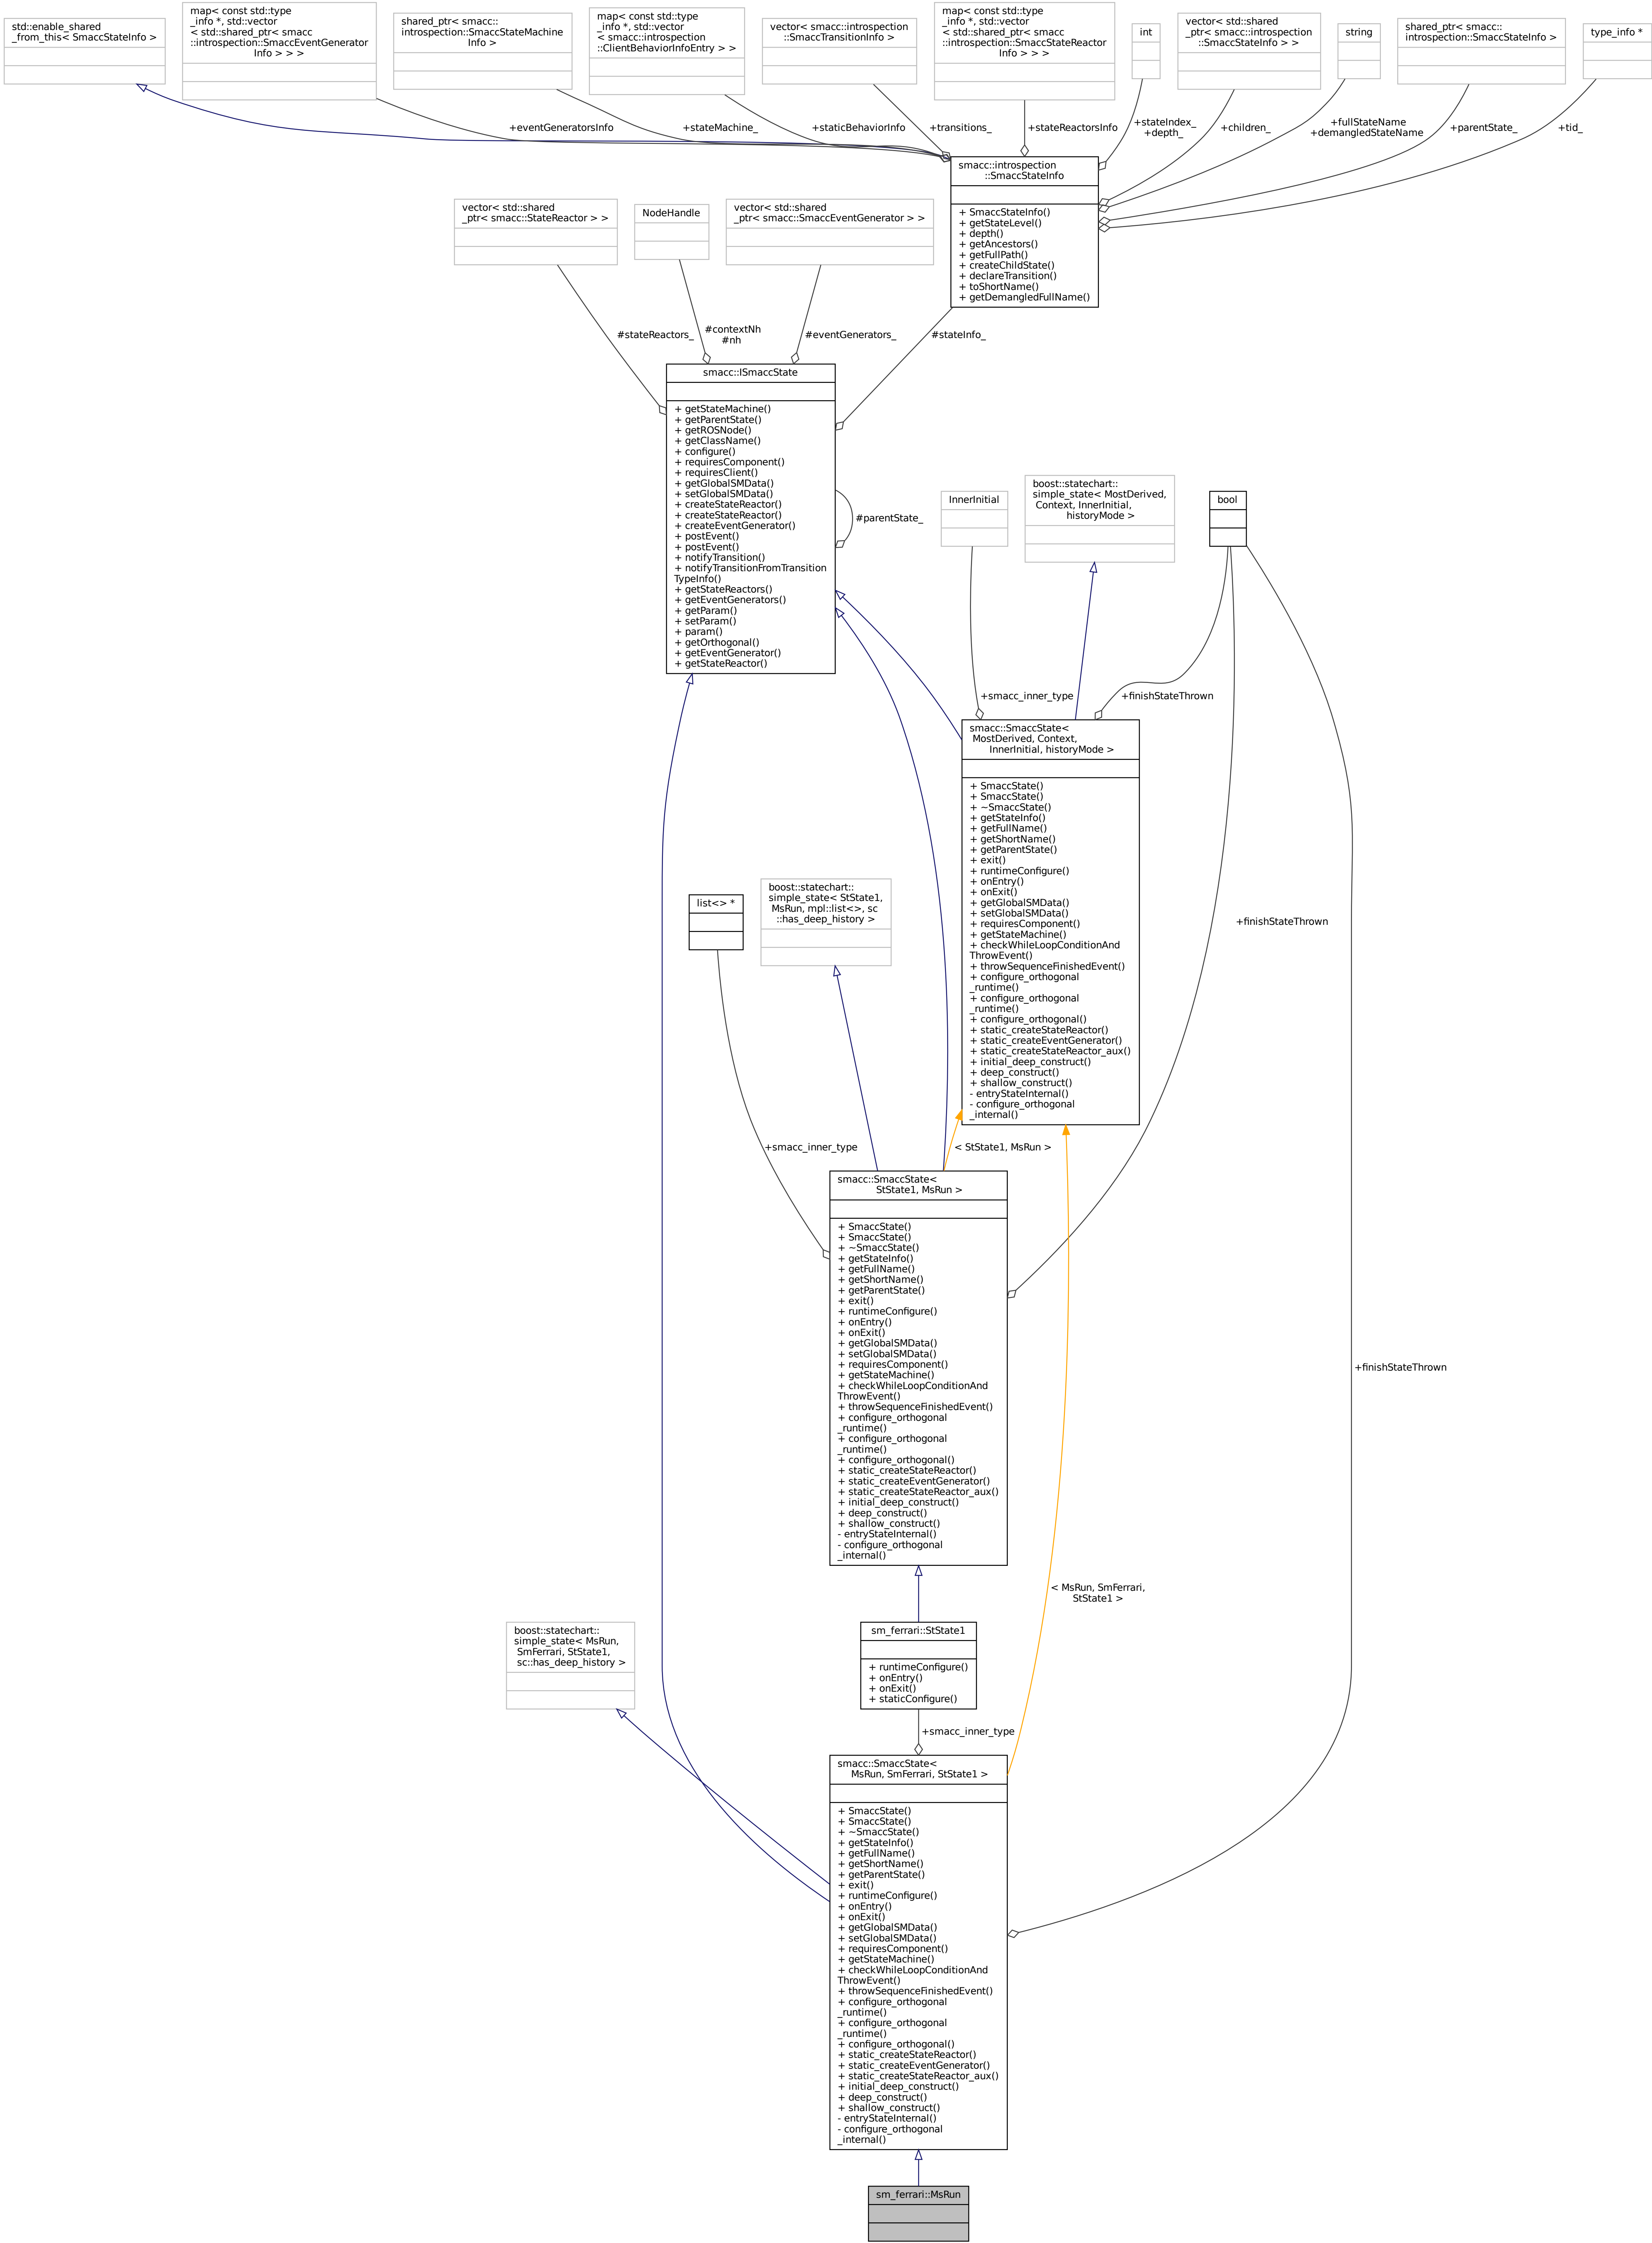 std::enable_shared
_from_this< SmaccStateInfo >
map< const std::type
_info *, std::vector
< std::shared_ptr< smacc
::introspection::SmaccEventGenerator
Info > > >
shared_ptr< smacc::
introspection::SmaccStateMachine
Info >
map< const std::type
_info *, std::vector
< smacc::introspection
::ClientBehaviorInfoEntry > >
vector< smacc::introspection
::SmaccTransitionInfo >
map< const std::type
_info *, std::vector
< std::shared_ptr< smacc
::introspection::SmaccStateReactor
Info > > >
int
vector< std::shared
_ptr< smacc::introspection
::SmaccStateInfo > >
string
shared_ptr< smacc::
introspection::SmaccStateInfo >
type_info *
+eventGeneratorsInfo
+stateMachine_
+staticBehaviorInfo
+transitions_
+stateReactorsInfo
+stateIndex_
+depth_
+children_
+fullStateName
+demangledStateName
+parentState_
+tid_
smacc::introspection
::SmaccStateInfo
+ SmaccStateInfo()
+ getStateLevel()
+ depth()
+ getAncestors()
+ getFullPath()
+ createChildState()
+ declareTransition()
+ toShortName()
+ getDemangledFullName()
vector< std::shared
_ptr< smacc::StateReactor > >
NodeHandle
vector< std::shared
_ptr< smacc::SmaccEventGenerator > >
#stateReactors_
#contextNh
#nh
#eventGenerators_
#stateInfo_
smacc::ISmaccState
+ getStateMachine()
+ getParentState()
+ getROSNode()
+ getClassName()
+ configure()
+ requiresComponent()
+ requiresClient()
+ getGlobalSMData()
+ setGlobalSMData()
+ createStateReactor()
+ createStateReactor()
+ createEventGenerator()
+ postEvent()
+ postEvent()
+ notifyTransition()
+ notifyTransitionFromTransition
TypeInfo()
+ getStateReactors()
+ getEventGenerators()
+ getParam()
+ setParam()
+ param()
+ getOrthogonal()
+ getEventGenerator()
+ getStateReactor()
#parentState_
InnerInitial
boost::statechart::
simple_state< MostDerived,
Context, InnerInitial,
historyMode >
bool
+smacc_inner_type
+finishStateThrown
smacc::SmaccState<
MostDerived, Context,
InnerInitial, historyMode >
+ SmaccState()
+ SmaccState()
+ ~SmaccState()
+ getStateInfo()
+ getFullName()
+ getShortName()
+ getParentState()
+ exit()
+ runtimeConfigure()
+ onEntry()
+ onExit()
+ getGlobalSMData()
+ setGlobalSMData()
+ requiresComponent()
+ getStateMachine()
+ checkWhileLoopConditionAnd
ThrowEvent()
+ throwSequenceFinishedEvent()
+ configure_orthogonal
_runtime()
+ configure_orthogonal
_runtime()
+ configure_orthogonal()
+ static_createStateReactor()
+ static_createEventGenerator()
+ static_createStateReactor_aux()
+ initial_deep_construct()
+ deep_construct()
+ shallow_construct()
- entryStateInternal()
- configure_orthogonal
_internal()
list<> *
boost::statechart::
simple_state< StState1,
MsRun, mpl::list<>, sc
::has_deep_history >
+finishStateThrown
+smacc_inner_type
< StState1, MsRun >
smacc::SmaccState<
StState1, MsRun >
+ SmaccState()
+ SmaccState()
+ ~SmaccState()
+ getStateInfo()
+ getFullName()
+ getShortName()
+ getParentState()
+ exit()
+ runtimeConfigure()
+ onEntry()
+ onExit()
+ getGlobalSMData()
+ setGlobalSMData()
+ requiresComponent()
+ getStateMachine()
+ checkWhileLoopConditionAnd
ThrowEvent()
+ throwSequenceFinishedEvent()
+ configure_orthogonal
_runtime()
+ configure_orthogonal
_runtime()
+ configure_orthogonal()
+ static_createStateReactor()
+ static_createEventGenerator()
+ static_createStateReactor_aux()
+ initial_deep_construct()
+ deep_construct()
+ shallow_construct()
- entryStateInternal()
- configure_orthogonal
_internal()
+finishStateThrown
< MsRun, SmFerrari,
StState1 >
boost::statechart::
simple_state< MsRun,
SmFerrari, StState1,
sc::has_deep_history >
sm_ferrari::StState1
+ runtimeConfigure()
+ onEntry()
+ onExit()
+ staticConfigure()
+smacc_inner_type
smacc::SmaccState<
MsRun, SmFerrari, StState1 >
+ SmaccState()
+ SmaccState()
+ ~SmaccState()
+ getStateInfo()
+ getFullName()
+ getShortName()
+ getParentState()
+ exit()
+ runtimeConfigure()
+ onEntry()
+ onExit()
+ getGlobalSMData()
+ setGlobalSMData()
+ requiresComponent()
+ getStateMachine()
+ checkWhileLoopConditionAnd
ThrowEvent()
+ throwSequenceFinishedEvent()
+ configure_orthogonal
_runtime()
+ configure_orthogonal
_runtime()
+ configure_orthogonal()
+ static_createStateReactor()
+ static_createEventGenerator()
+ static_createStateReactor_aux()
+ initial_deep_construct()
+ deep_construct()
+ shallow_construct()
- entryStateInternal()
- configure_orthogonal
_internal()
sm_ferrari::MsRun